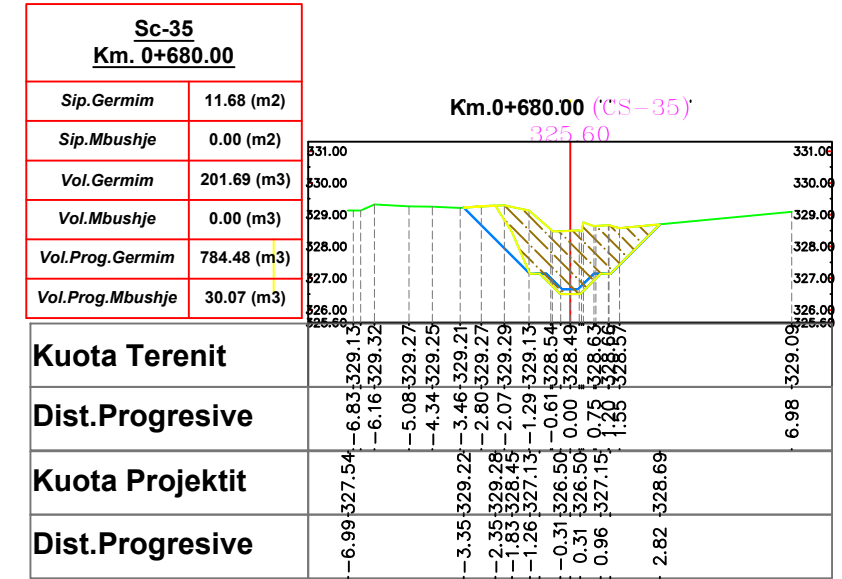 Sc-35
Km. 0+680.00
Sip.Germim 11.68 (m2)
Sip.Mbushje 0.00 (m2)
Vol.Germim 201.69 (m3)
Vol.Mbushje 0.00 (m3)
Vol.Prog.Germim 784.48 (m3)
Vol.Prog.Mbushje 30.07 (m3)
Km.0+680.00 (CS-35)
325.60
331.00 331.00
330.00 330.00
329.00 329.00
328.00 328.00
327.00 327.00
326.00 326.00
325.60 325.60
Kuota Terenit 329.13 329.32 329.27 329.25 329.21 329.27 329.29 329.13 328.54 328.49 328.63 328.66 328.57 329.09
Dist.Progresive -6.83 -6.16 -5.08 -4.34 -3.46 -2.80 -2.07 -1.29 -0.61 0.00 0.75 1.20 1.55 6.98
Kuota Projektit 327.54 329.22 329.28 328.45 327.13 326.50 326.50 327.15 328.69
Dist.Progresive -6.99 -3.35 -2.35 -1.83 -1.26 -0.31 0.31 0.96 2.82